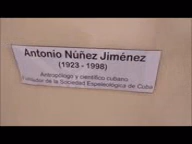 Antonio Núñez Jiménez
(1923 - 1998)
Antropólogo y científico cubano
Fundador de la Sociedad Espeleológica de Cuba